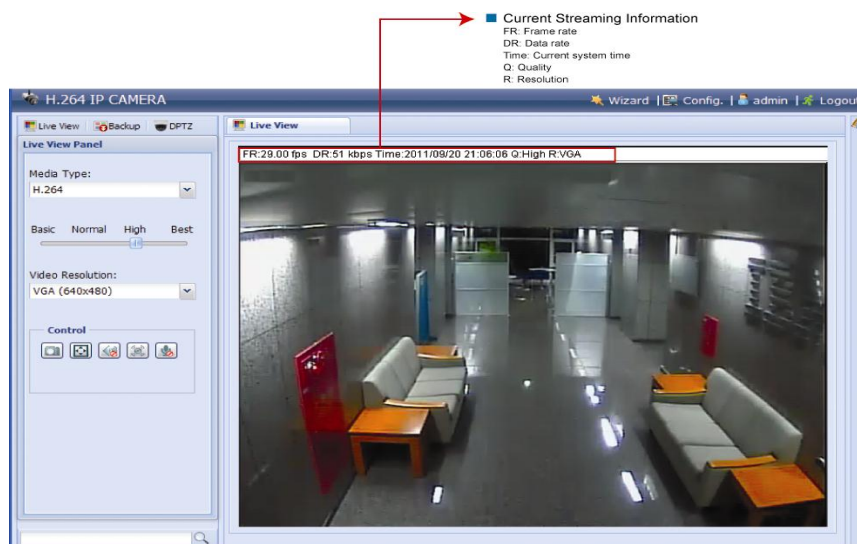 Current Streaming Information
FR: Frame rate
DR: Data rate
Time: Current system time
Q: Quality
R: Resolution
H.264 IP CAMERA
Wizard | Config. | admin | Logout
Live View Backup DPTZ
Live View
Live View Panel
FR:29.00 fps DR:51 kbps Time:2011/09/20 21:06:06 Q:High R:VGA
Media Type:
H.264
Basic Normal High Best
Video Resolution:
VGA (640x480)
Control